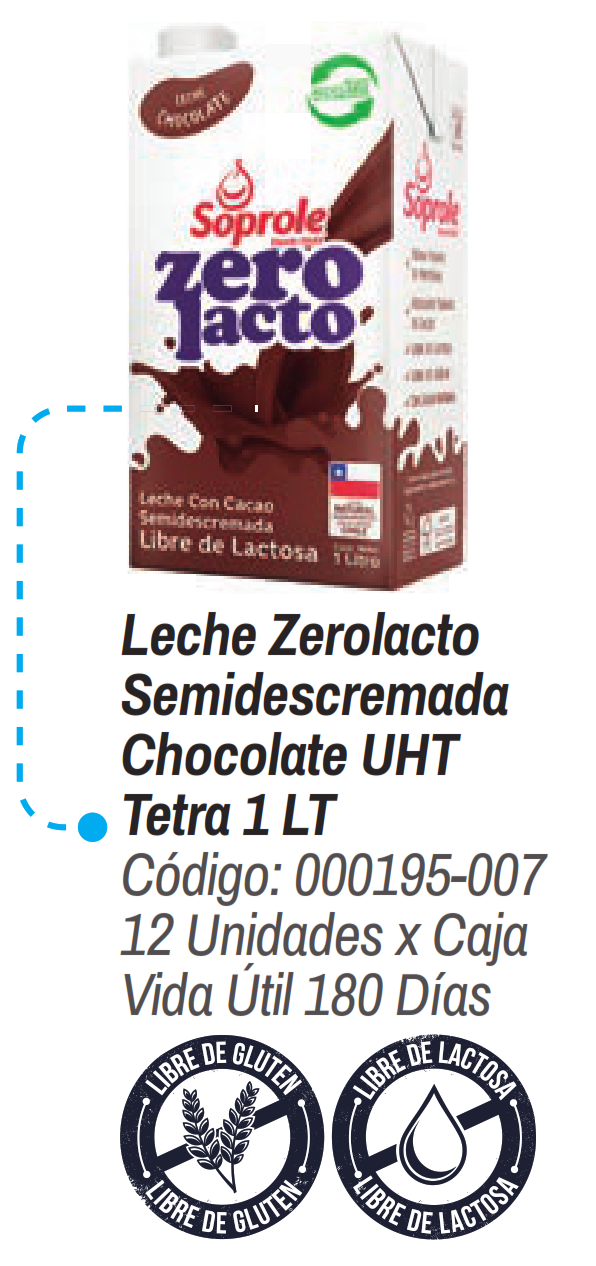 LECHE
CHOCOLATE
Soprole
zero
lacto
Soprole
Leche Con Cacao
Semidescremada
Libre de Lactosa
1 Litro
Leche Zerolacto
Semidescremada
Chocolate UHT
Tetra 1 LT
Código: 000195-007
12 Unidades x Caja
Vida Útil 180 Días
LIBRE DE GLUTEN
LIBRE DE GLUTEN
LIBRE DE LACTOSA
LIBRE DE LACTOSA